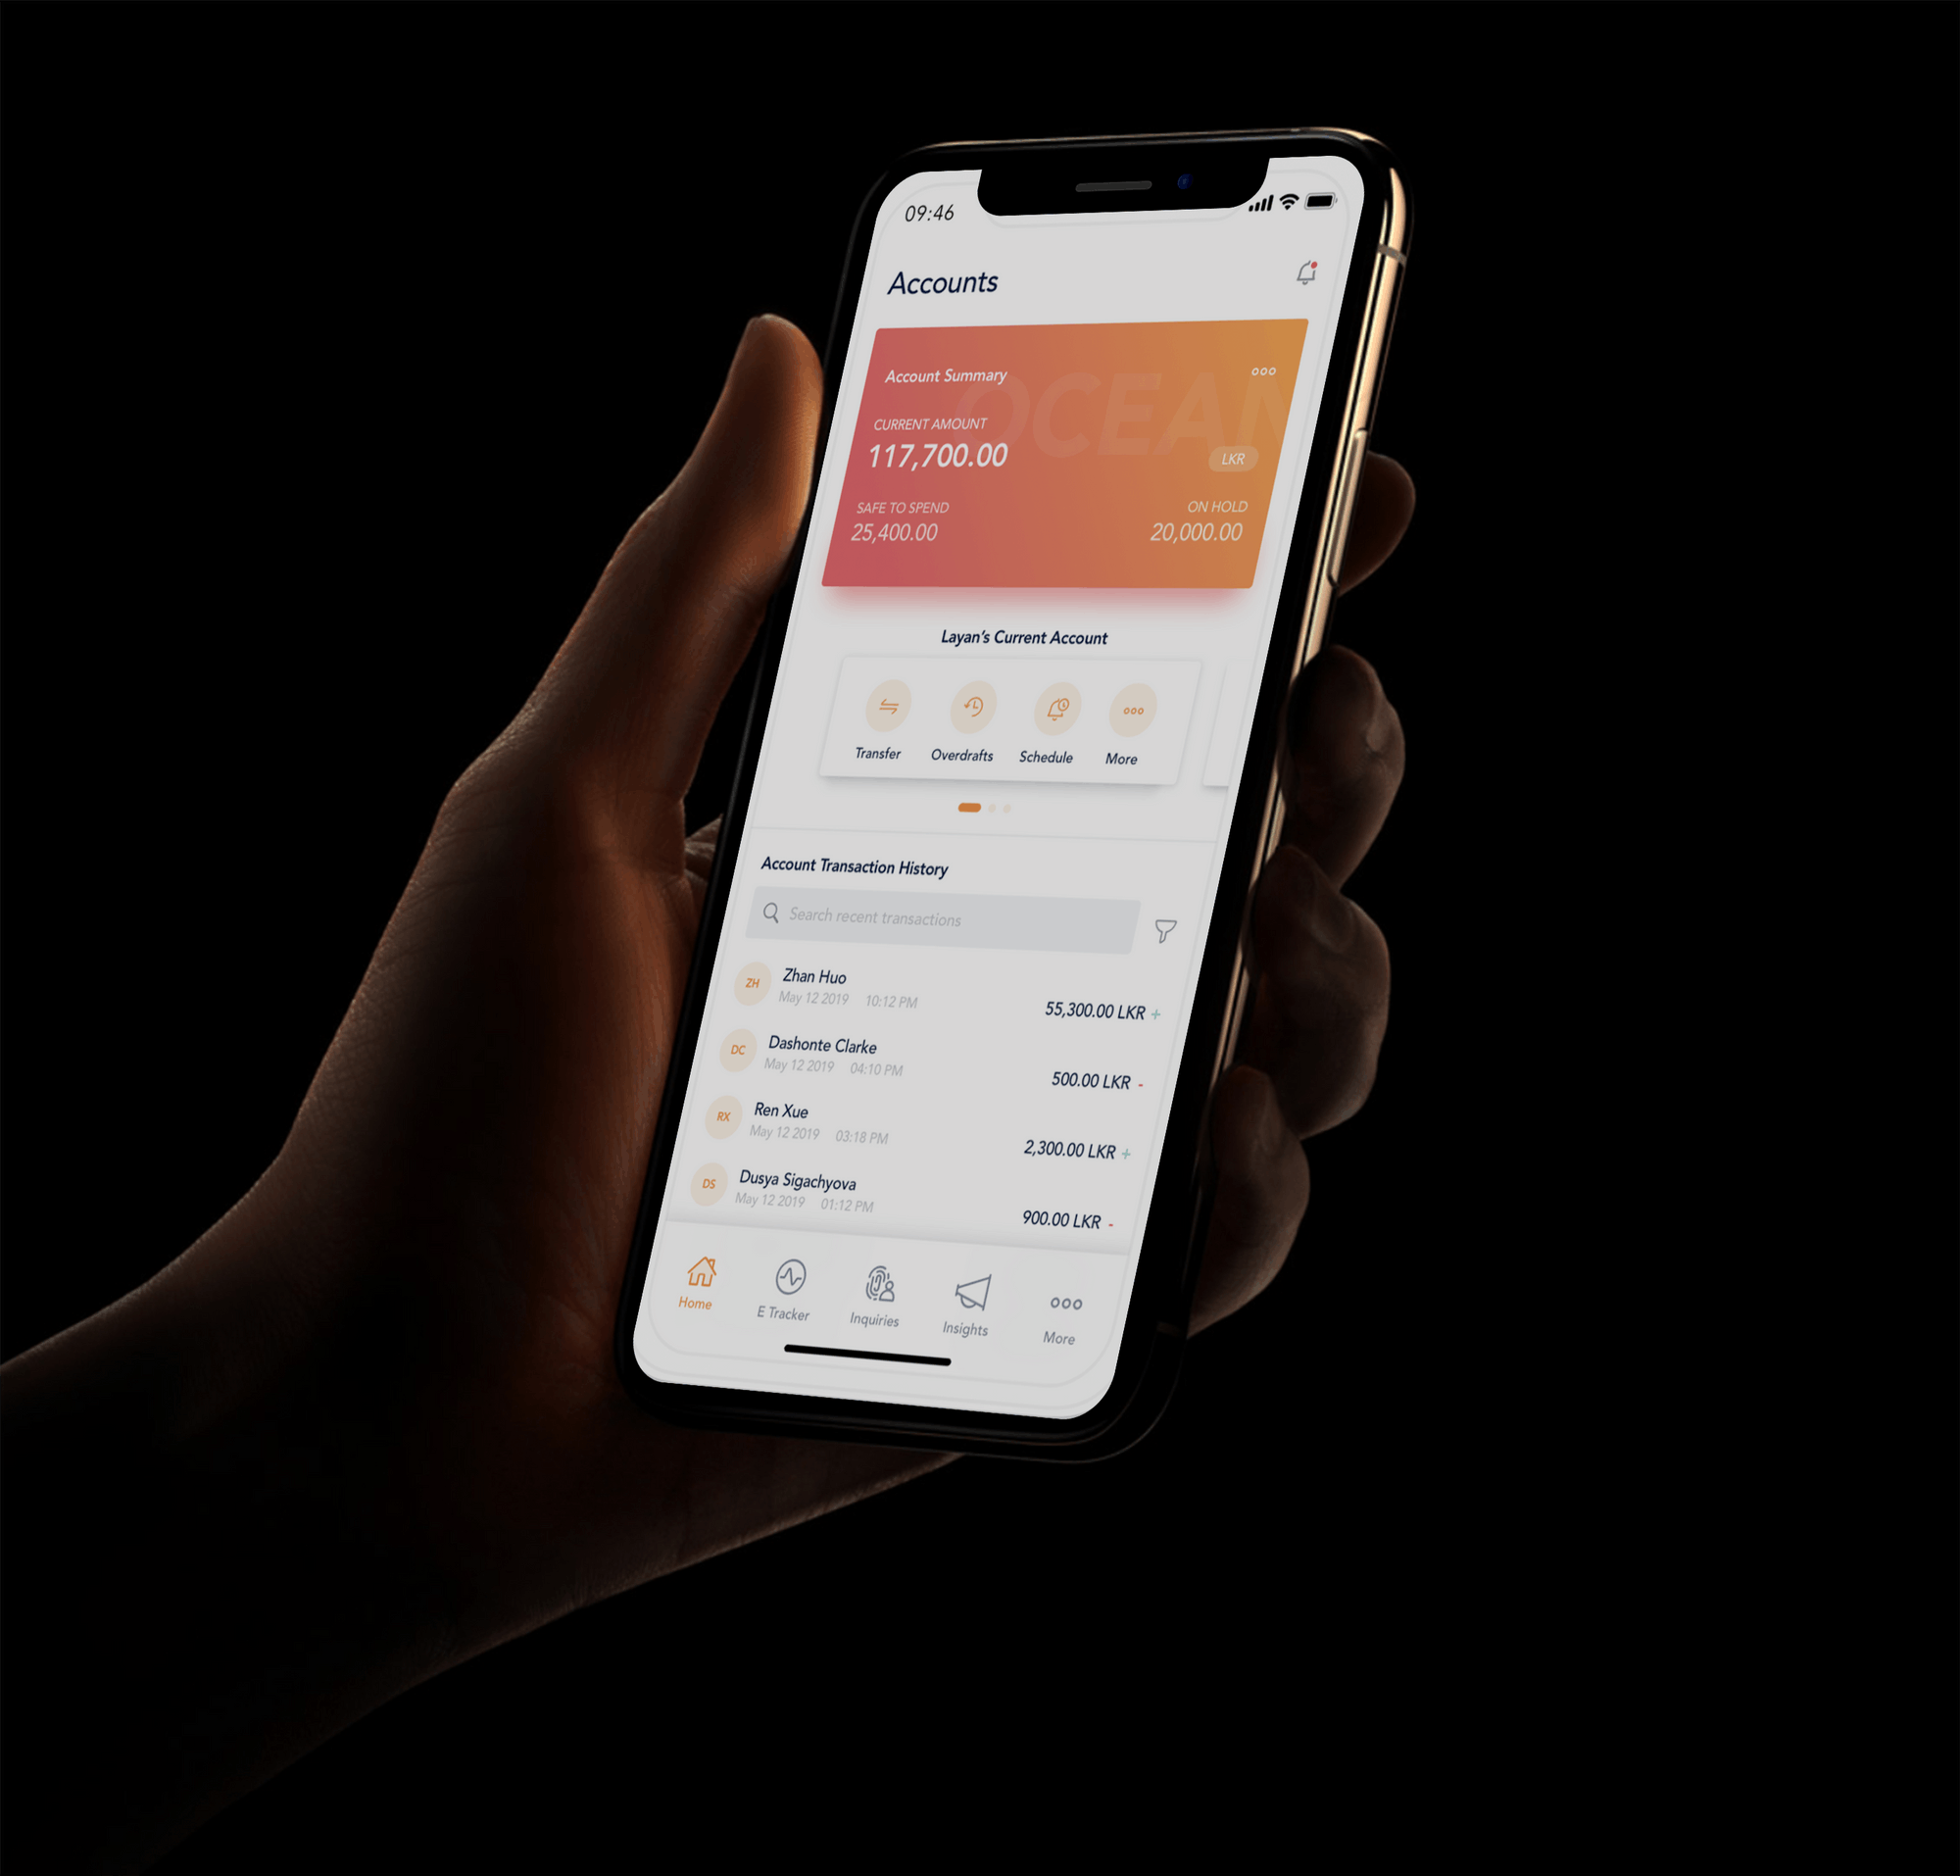 09:46
Accounts
OCEAN
Account Summary
CURRENT AMOUNT
117,700.00
LKR
SAFE TO SPEND
ON HOLD
25,400.00
20,000.00
Layan's Current Account
Transfer
Overdrafts
Schedule
More
Account Transaction History
Search recent transactions
ZH
Zhan Huo
May 12 2019 10:12 PM
55,300.00 LKR +
DC
Dashonte Clarke
May 12 2019 04:10 PM
500.00 LKR -
RX
Ren Xue
May 12 2019 03:18 PM
2,300.00 LKR +
DS
Dusya Sigachyova
May 12 2019 01:12 PM
900.00 LKR -
Home
E Tracker
Inquiries
Insights
More